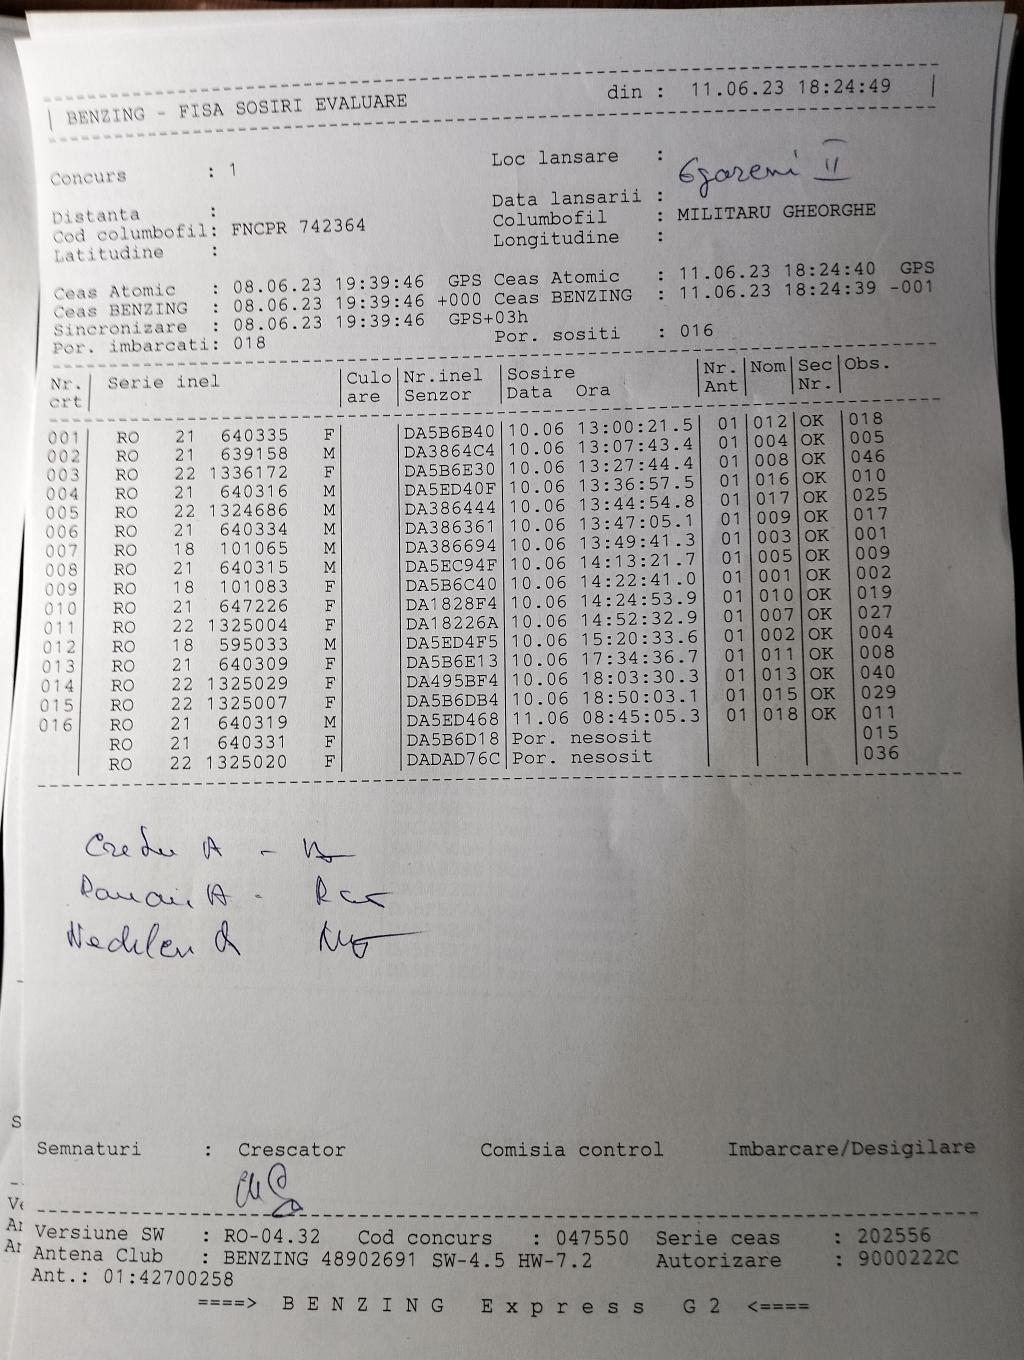 BENZING - FISA SOSIRI EVALUARE din : 11.06.23 18:24:49
Concurs : 1 Loc lansare : Ggareni II
Distanta : Data lansarii :
Cod columbofil: FNCPR 742364 Columbofil : MILITARU GHEORGHE
Latitudine : Longitudine :
Ceas Atomic : 08.06.23 19:39:46 GPS Ceas Atomic : 11.06.23 18:24:40 GPS
Ceas BENZING : 08.06.23 19:39:46 +000 Ceas BENZING : 11.06.23 18:24:39 -001
Sincronizare : 08.06.23 19:39:46 GPS+03h
Por. imbarcati: 018 Por. sositi : 016
Nr. Serie inel Culo Nr.inel Sosire Nr. Nom Sec Obs.
crt are Senzor Data Ora Ant Nr.
001 RO 21 640335 F DA5B6B40 10.06 13:00:21.5 01 012 OK 018
002 RO 21 639158 M DA3864C4 10.06 13:07:43.4 01 004 OK 005
003 RO 22 1336172 F DA5B6E30 10.06 13:27:44.4 01 008 OK 046
004 RO 21 640316 M DA5ED40F 10.06 13:36:57.5 01 016 OK 010
005 RO 22 1324686 M DA386444 10.06 13:44:54.8 01 017 OK 025
006 RO 21 640334 F DA386361 10.06 13:47:05.1 01 009 OK 017
007 RO 18 101065 M DA386694 10.06 13:49:41.3 01 003 OK 001
008 RO 21 640315 M DA5EC94F 10.06 14:13:21.7 01 005 OK 009
009 RO 18 101083 F DA5B6C40 10.06 14:22:41.0 01 001 OK 002
010 RO 21 647226 F DA1828F4 10.06 14:24:53.9 01 010 OK 019
011 RO 22 1325004 F DA18226A 10.06 14:52:32.9 01 007 OK 027
012 RO 18 595033 M DA5ED4F5 10.06 15:20:33.6 01 002 OK 004
013 RO 21 640309 F DA5B6E13 10.06 17:34:36.7 01 011 OK 008
014 RO 22 1325029 F DA495BF4 10.06 18:03:30.3 01 013 OK 040
015 RO 22 1325007 F DA5B6DB4 10.06 18:50:03.1 01 015 OK 029
016 RO 21 640319 M DA5ED468 11.06 08:45:05.3 01 018 OK 011
RO 21 640331 F DA5B6D18 Por. nesosit 015
RO 22 1325020 F DADAD76C Por. nesosit 036
Semnaturi : Crescator Comisia control Imbarcare/Desigilare
Versiune SW : RO-04.32 Cod concurs : 047550 Serie ceas : 202556
Antena Club : BENZING 48902691 SW-4.5 HW-7.2 Autorizare : 9000222C
Ant.: 01:42700258
====> B E N Z I N G E x p r e s s G 2 <====